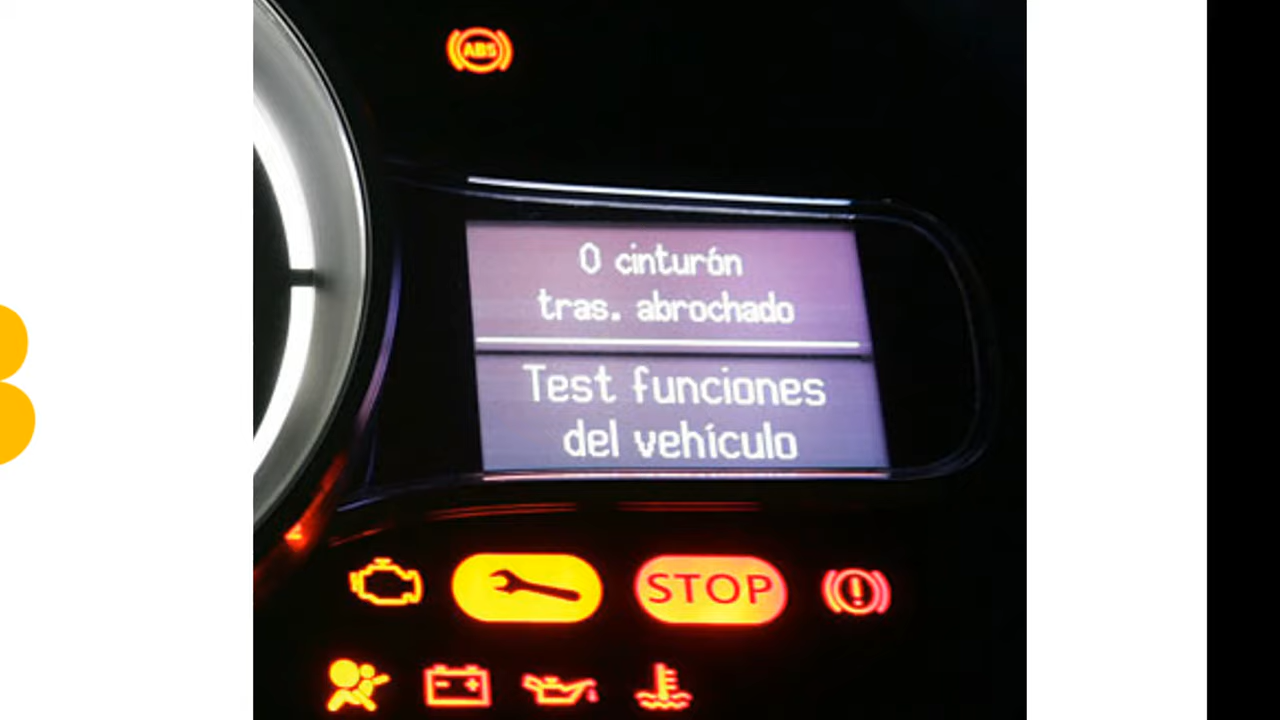 ABS
0 cinturón
tras. abrochado
Test funciones
del vehículo
STOP